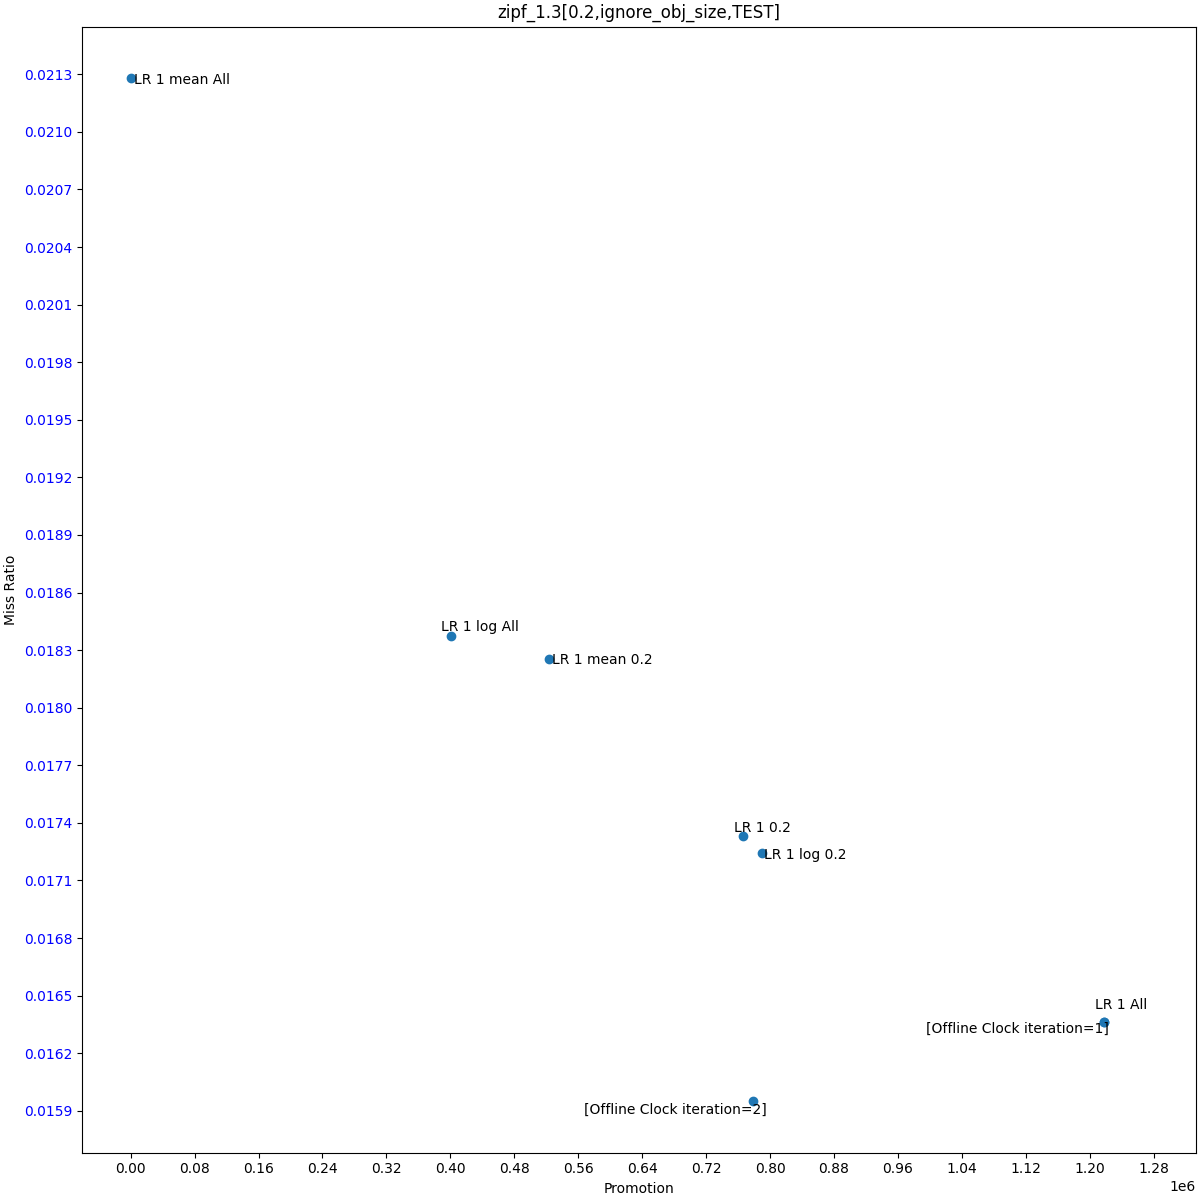 zipf_1.3[0.2,ignore_obj_size,TEST]
0.0213
LR 1 mean All
0.0210
0.0207
0.0204
0.0201
0.0198
0.0195
0.0192
0.0189
0.0186
Miss Ratio
LR 1 log All
0.0183
LR 1 mean 0.2
0.0180
0.0177
0.0174
LR 1 0.2
LR 1 log 0.2
0.0171
0.0168
0.0165
LR 1 All
[Offline Clock iteration=1]
0.0162
[Offline Clock iteration=2]
0.0159
0.00 0.08 0.16 0.24 0.32 0.40 0.48 0.56 0.64 0.72 0.80 0.88 0.96 1.04 1.12 1.20 1.28
Promotion
1e6